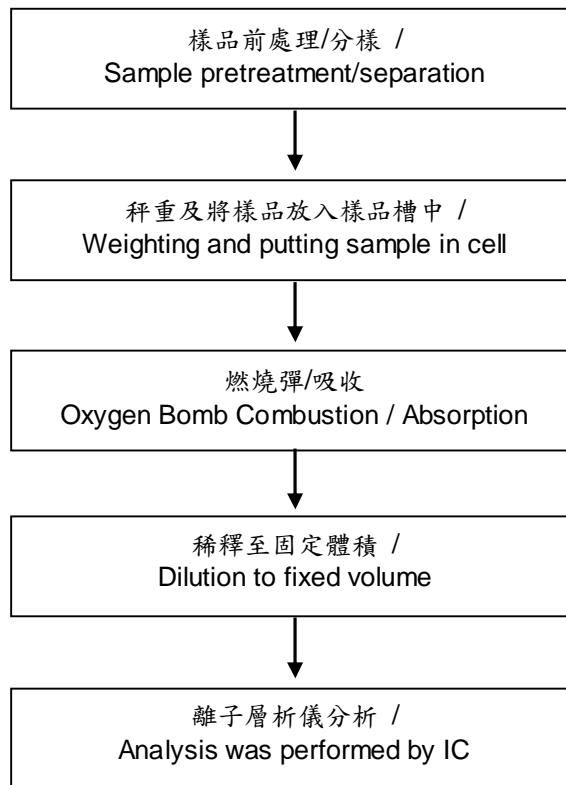 樣品前處理/分樣 /
Sample pretreatment/separation
秤重及將樣品放入樣品槽中 /
Weighting and putting sample in cell
燃燒彈/吸收
Oxygen Bomb Combustion / Absorption
稀釋至固定體積 /
Dilution to fixed volume
離子層析儀分析 /
Analysis was performed by IC